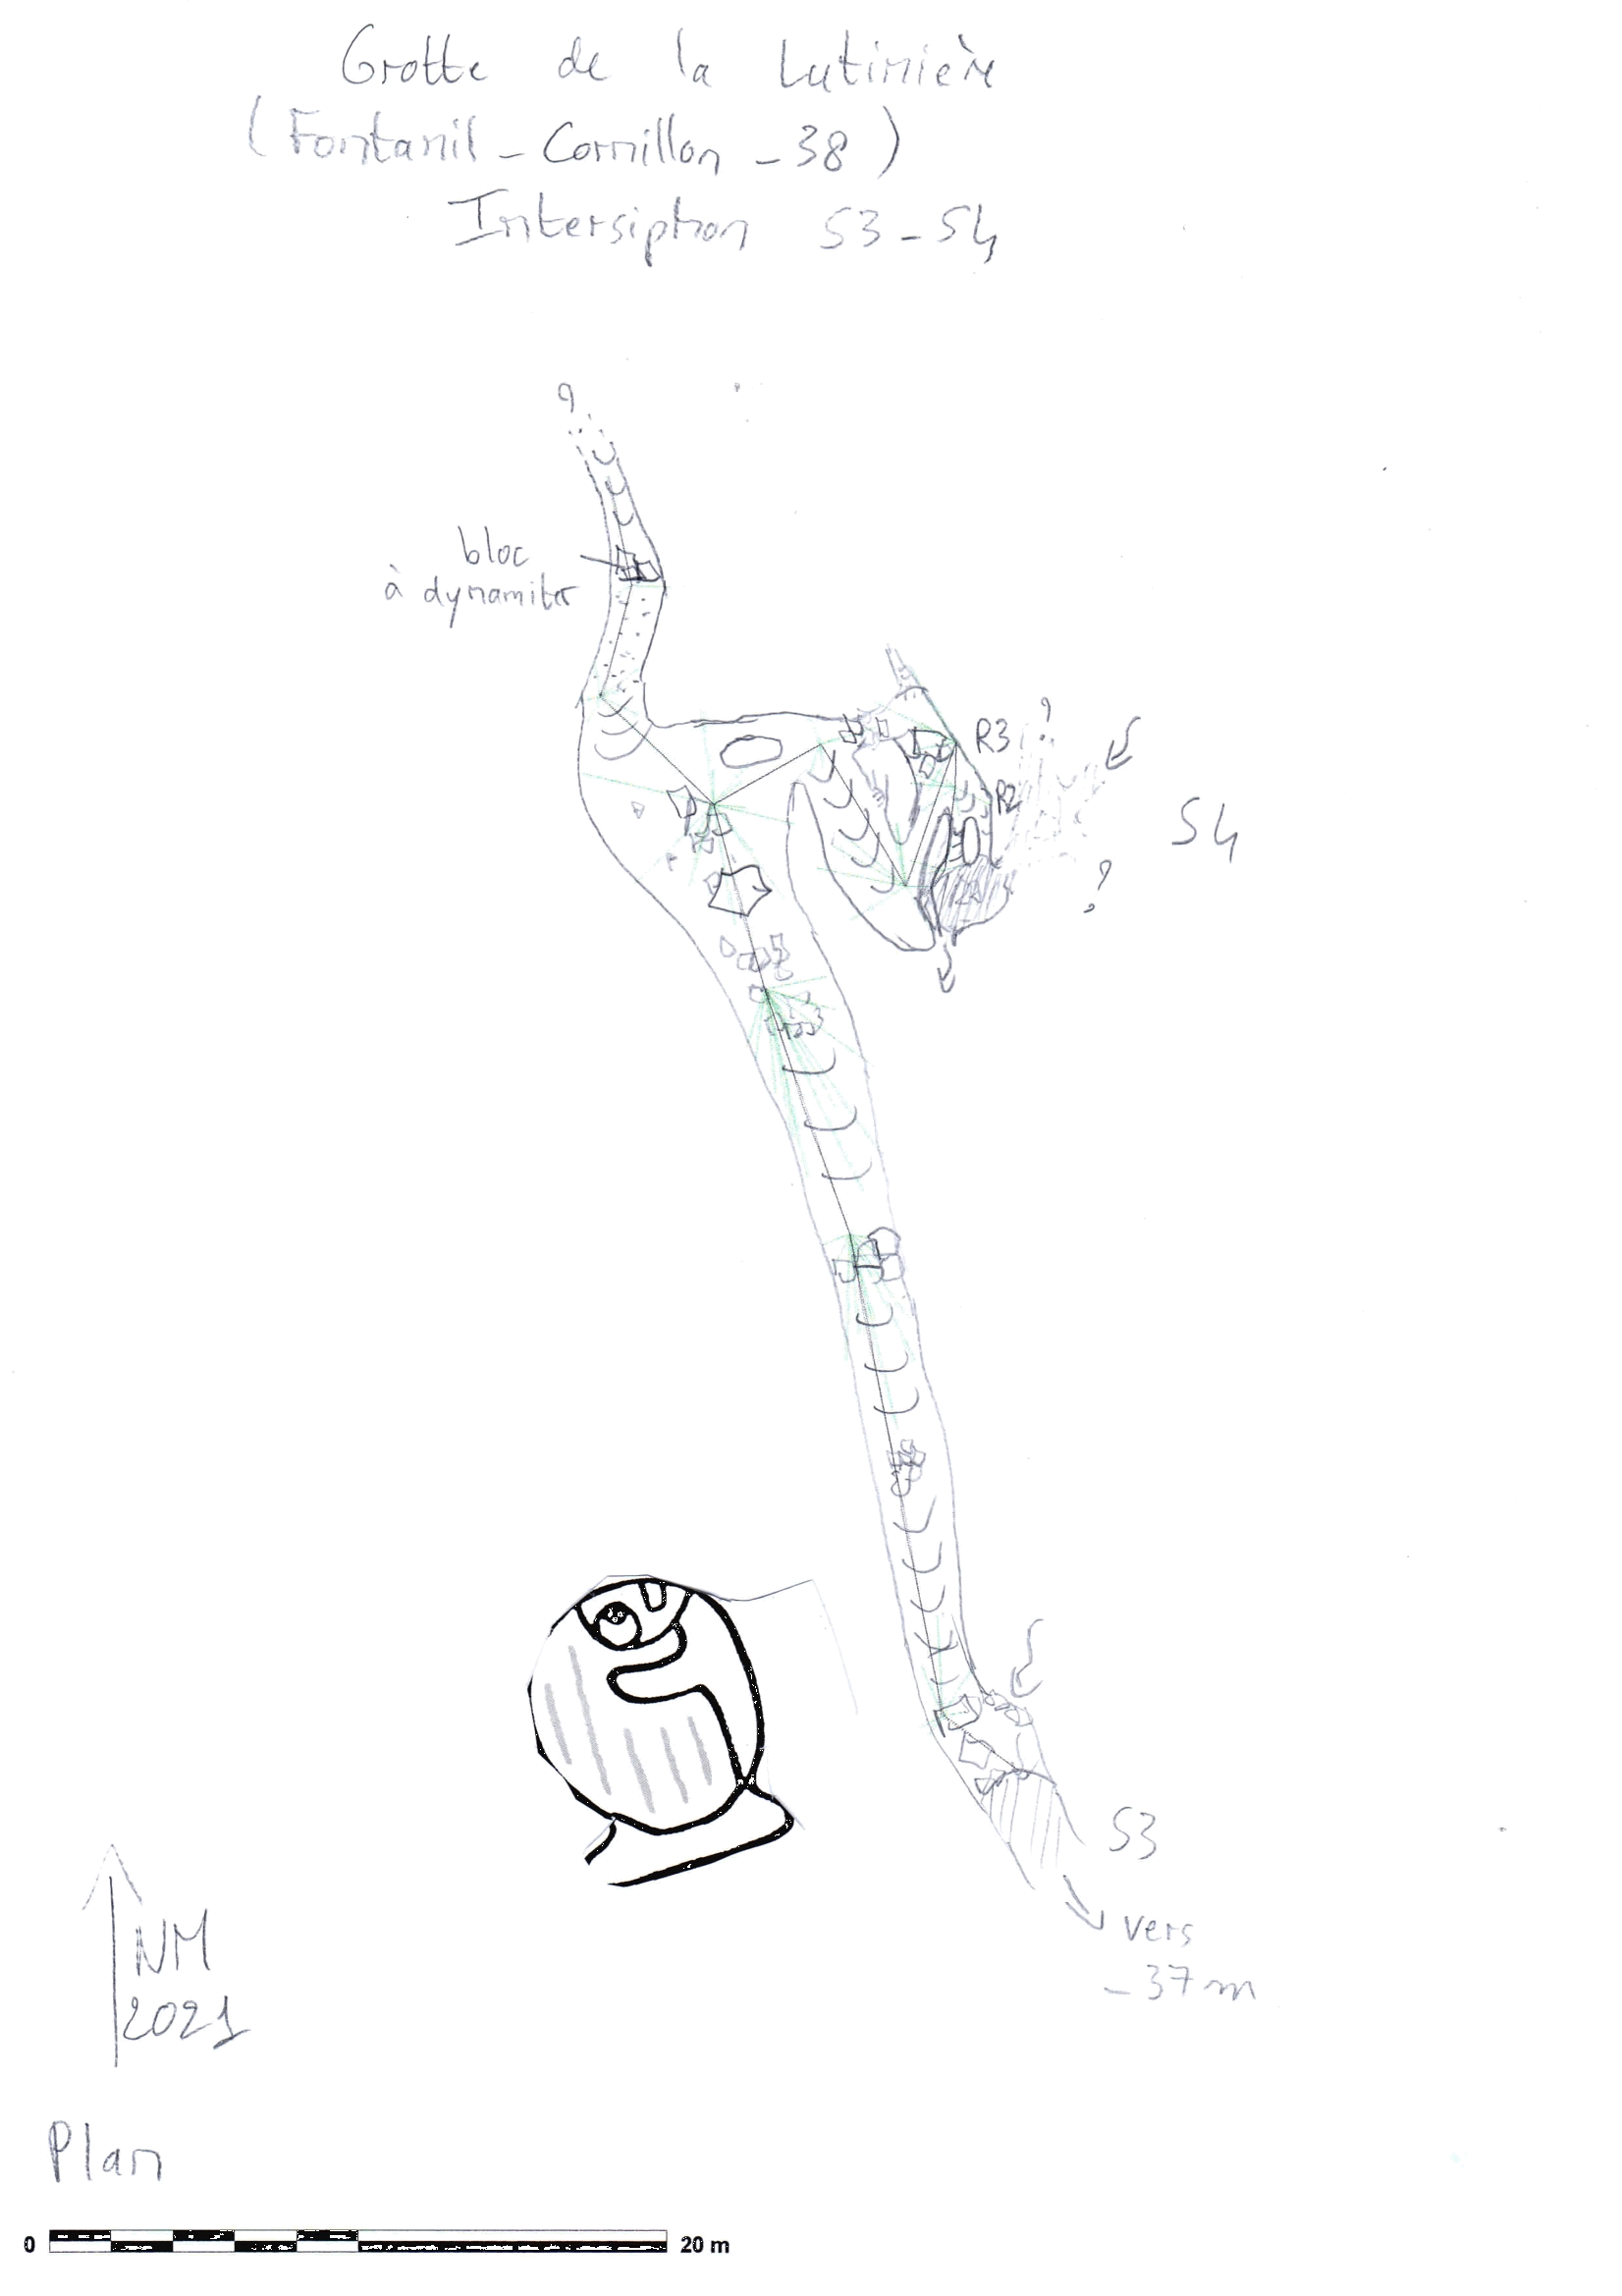 Grotte de la Lutinière
(Fontanil - Cornillon - 38)
Intersiphon S3 - S4
?
bloc
à dynamiter
R3
?
R2
S4
?
S3
vers
- 37 m
NM
2021
Plan
0
20 m